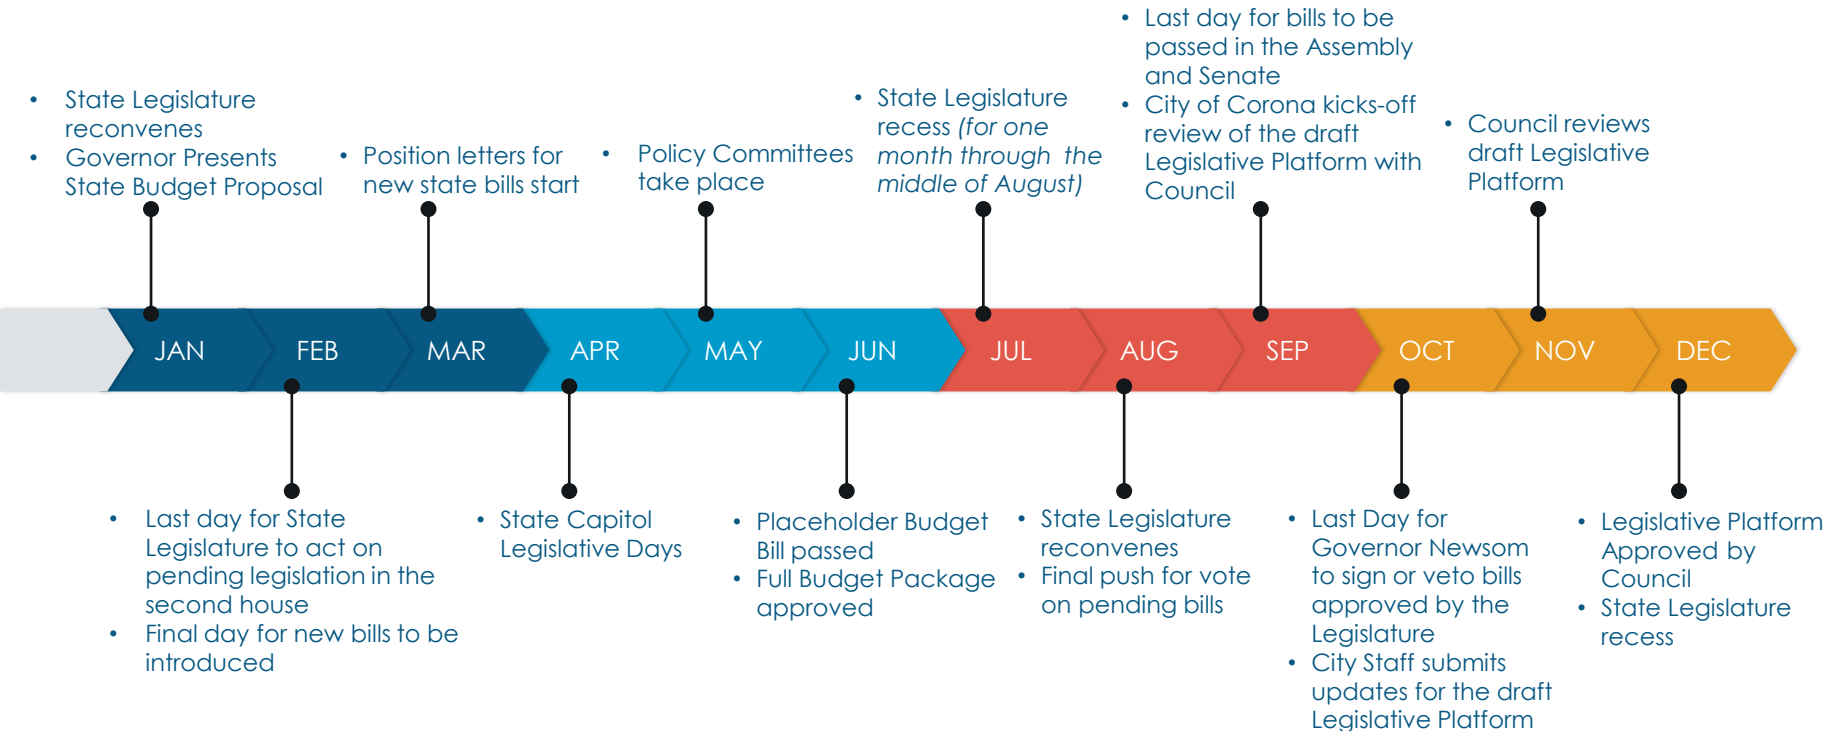 • State Legislature
reconvenes
• Governor Presents
State Budget Proposal
• Position letters for
new state bills start
• Policy Committees
take place
• State Legislature
recess (for one
month through the
middle of August)
• Last day for bills to be
passed in the Assembly
and Senate
• City of Corona kicks-off
review of the draft
Legislative Platform with
Council
• Council reviews
draft Legislative
Platform
JAN
FEB
MAR
APR
MAY
JUN
JUL
AUG
SEP
OCT
NOV
DEC
• Last day for State
Legislature to act on
pending legislation in the
second house
• Final day for new bills to be
introduced
• State Capitol
Legislative Days
• Placeholder Budget
Bill passed
• Full Budget Package
approved
• State Legislature
reconvenes
• Final push for vote
on pending bills
• Last Day for
Governor Newsom
to sign or veto bills
approved by the
Legislature
• City Staff submits
updates for the draft
Legislative Platform
• Legislative Platform
Approved by
Council
• State Legislature
recess